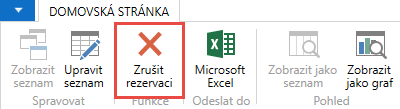 DOMOVSKÁ STRÁNKA
Zobrazit seznam
Upravit seznam
Zrušit rezervaci
Microsoft Excel
Zobrazit jako seznam
Zobrazit jako graf
Spravovat
Funkce
Odeslat do
Pohled